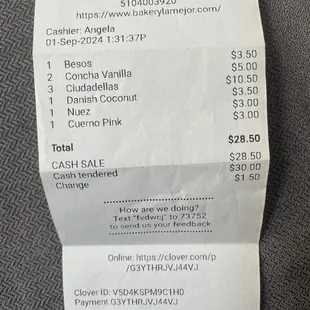 5104003920
https://www.bakerylamejor.com/
Cashier: Angela
01-Sep-2024 1:31:37P
1 Besos $3.50
2 Concha Vanilla $5.00
3 Ciudadellas $10.50
1 Danish Coconut $3.50
1 Nuez $3.00
1 Cuerno Pink $3.00
Total $28.50
CASH SALE $28.50
Cash tendered $30.00
Change $1.50
How are we doing?
Text "fvdwcj" to 73752
to send us your feedback
Online: https://clover.com/p
/G3YTHRJVJ44VJ
Clover ID: V5D4KSPM9C1H0
Payment G3YTHRJVJ44VJ